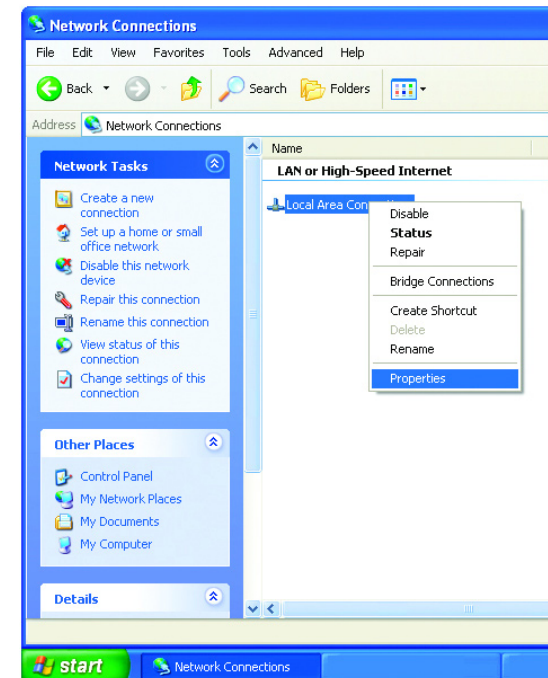 Network Connections
File Edit View Favorites Tools Advanced Help
Back Search Folders
Address Network Connections
Network Tasks
Create a new
connection
Set up a home or small
office network
Disable this network
device
Repair this connection
Rename this connection
View status of this
connection
Change settings of this
connection
Other Places
Control Panel
My Network Places
My Documents
My Computer
Details
Name
LAN or High-Speed Internet
Local Area Con
Disable
Status
Repair
Bridge Connections
Create Shortcut
Delete
Rename
Properties
start Network Connections